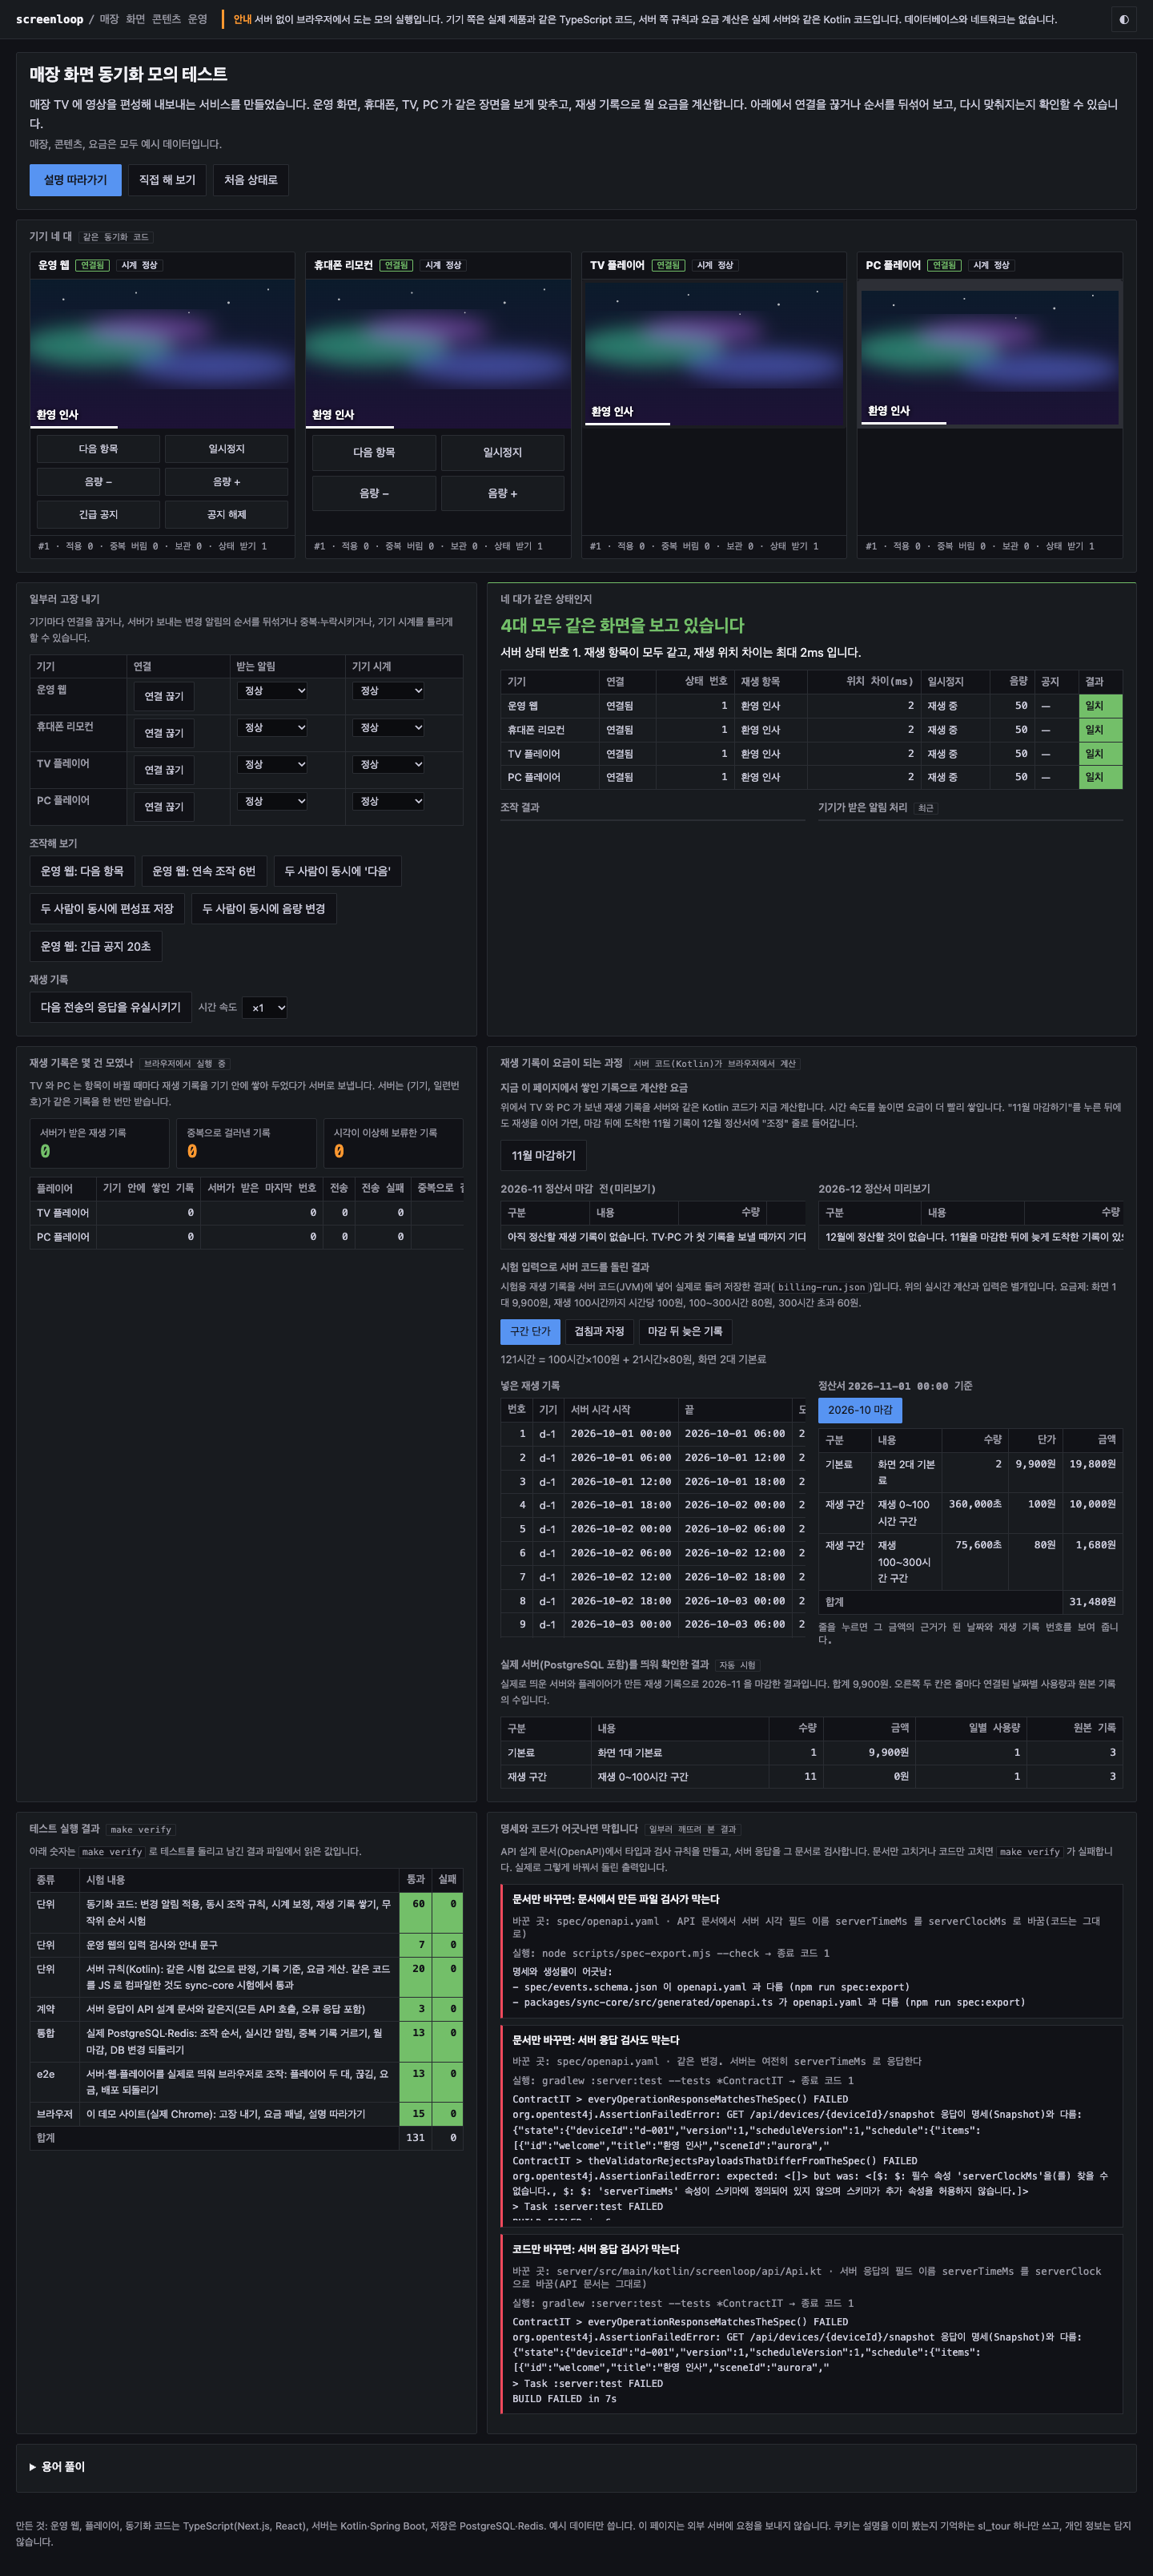 screenloop / 매장 화면 콘텐츠 운영
안내 서버 없이 브라우저에서 도는 모의 실행입니다. 기기 쪽은 실제 제품과 같은 TypeScript 코드, 서버 쪽 규칙과 요금 계산은 실제 서버와 같은 Kotlin 코드입니다. 데이터베이스와 네트워크는 없습니다.
매장 화면 동기화 모의 테스트
매장 TV 에 영상을 편성해 내보내는 서비스를 만들었습니다. 운영 화면, 휴대폰, TV, PC 가 같은 장면을 보게 맞추고, 재생 기록으로 월 요금을 계산합니다. 아래에서 연결을 끊거나 순서를 뒤섞어 보고, 다시 맞춰지는지 확인할 수 있습니
다.
매장, 콘텐츠, 요금은 모두 예시 데이터입니다.
설명 따라가기 직접 해 보기 처음 상태로
기기 네 대 같은 동기화 코드
운영 웹 연결됨 시계 정상
환영 인사
다음 항목 일시정지
음량 − 음량 +
긴급 공지 공지 해제
#1 · 적용 0 · 중복 버림 0 · 보관 0 · 상태 받기 1
휴대폰 리모컨 연결됨 시계 정상
환영 인사
다음 항목 일시정지
음량 − 음량 +
#1 · 적용 0 · 중복 버림 0 · 보관 0 · 상태 받기 1
TV 플레이어 연결됨 시계 정상
환영 인사
#1 · 적용 0 · 중복 버림 0 · 보관 0 · 상태 받기 1
PC 플레이어 연결됨 시계 정상
환영 인사
#1 · 적용 0 · 중복 버림 0 · 보관 0 · 상태 받기 1
일부러 고장 내기
기기마다 연결을 끊거나, 서버가 보내는 변경 알림의 순서를 뒤섞거나 중복·누락시키거나, 기기 시계를 틀리게
할 수 있습니다.
기기 연결 받는 알림 기기 시계
운영 웹 연결 끊기 정상 정상
휴대폰 리모컨 연결 끊기 정상 정상
TV 플레이어 연결 끊기 정상 정상
PC 플레이어 연결 끊기 정상 정상
조작해 보기
운영 웹: 다음 항목 운영 웹: 연속 조작 6번 두 사람이 동시에 '다음'
두 사람이 동시에 편성표 저장 두 사람이 동시에 음량 변경
운영 웹: 긴급 공지 20초
재생 기록
다음 전송의 응답을 유실시키기 시간 속도 ×1
네 대가 같은 상태인지
4대 모두 같은 화면을 보고 있습니다
서버 상태 번호 1. 재생 항목이 모두 같고, 재생 위치 차이는 최대 2ms 입니다.
기기 연결 상태 번호 재생 항목 위치 차이(ms) 일시정지 음량 공지 결과
운영 웹 연결됨 1 환영 인사 2 재생 중 50 — 일치
휴대폰 리모컨 연결됨 1 환영 인사 2 재생 중 50 — 일치
TV 플레이어 연결됨 1 환영 인사 2 재생 중 50 — 일치
PC 플레이어 연결됨 1 환영 인사 2 재생 중 50 — 일치
조작 결과
기기가 받은 알림 처리 최근
재생 기록은 몇 건 모였나 브라우저에서 실행 중
TV 와 PC 는 항목이 바뀔 때마다 재생 기록을 기기 안에 쌓아 두었다가 서버로 보냅니다. 서버는 (기기, 일련번
호)가 같은 기록을 한 번만 받습니다.
서버가 받은 재생 기록 중복으로 걸러낸 기록 시각이 이상해 보류한 기록
0 0 0
플레이어 기기 안에 쌓인 기록 서버가 받은 마지막 번호 전송 전송 실패 중복으로
TV 플레이어 0 0 0 0
PC 플레이어 0 0 0 0
재생 기록이 요금이 되는 과정 서버 코드(Kotlin)가 브라우저에서 계산
지금 이 페이지에서 쌓인 기록으로 계산한 요금
위에서 TV 와 PC 가 보낸 재생 기록을 서버와 같은 Kotlin 코드가 지금 계산합니다. 시간 속도를 높이면 요금이 더 빨리 쌓입니다. "11월 마감하기"를 누른 뒤에
도 재생을 이어 가면, 마감 뒤에 도착한 11월 기록이 12월 정산서에 "조정" 줄로 들어갑니다.
11월 마감하기
2026-11 정산서 마감 전(미리보기)
구분 내용 수량
아직 정산할 재생 기록이 없습니다. TV·PC 가 첫 기록을 보낼 때까지 기다
2026-12 정산서 미리보기
구분 내용 수량
12월에 정산할 것이 없습니다. 11월을 마감한 뒤에 늦게 도착한 기록이 있으
시험 입력으로 서버 코드를 돌린 결과
시험용 재생 기록을 서버 코드(JVM)에 넣어 실제로 돌려 저장한 결과( billing-run.json )입니다. 위의 실시간 계산과 입력은 별개입니다. 요금제: 화면 1
대 9,900원, 재생 100시간까지 시간당 100원, 100~300시간 80원, 300시간 초과 60원.
구간 단가 겹침과 자정 마감 뒤 늦은 기록
121시간 = 100시간×100원 + 21시간×80원, 화면 2대 기본료
넣은 재생 기록
번호 기기 서버 시각 시작 끝
1 d-1 2026-10-01 00:00 2026-10-01 06:00 2
2 d-1 2026-10-01 06:00 2026-10-01 12:00 2
3 d-1 2026-10-01 12:00 2026-10-01 18:00 2
4 d-1 2026-10-01 18:00 2026-10-02 00:00 2
5 d-1 2026-10-02 00:00 2026-10-02 06:00 2
6 d-1 2026-10-02 06:00 2026-10-02 12:00 2
7 d-1 2026-10-02 12:00 2026-10-02 18:00 2
8 d-1 2026-10-02 18:00 2026-10-03 00:00 2
9 d-1 2026-10-03 00:00 2026-10-03 06:00 2
정산서 2026-11-01 00:00 기준
2026-10 마감
구분 내용 수량 단가 금액
기본료 화면 2대 기본료 2 9,900원 19,800원
재생 구간 재생 0~100시간 구간 360,000초 100원 10,000원
재생 구간 재생 100~300시간 구간 75,600초 80원 1,680원
합계 31,480원
줄을 누르면 그 금액의 근거가 된 날짜와 재생 기록 번호를 보여 줍니
다.
실제 서버(PostgreSQL 포함)를 띄워 확인한 결과 자동 시험
실제로 띄운 서버와 플레이어가 만든 재생 기록으로 2026-11 을 마감한 결과입니다. 합계 9,900원. 오른쪽 두 칸은 줄마다 연결된 날짜별 사용량과 원본 기록
의 수입니다.
구분 내용 수량 금액 일별 사용량 원본 기록
기본료 화면 1대 기본료 1 9,900원 1 3
재생 구간 재생 0~100시간 구간 11 0원 1 3
테스트 실행 결과 make verify
아래 숫자는 make verify 로 테스트를 돌리고 남긴 결과 파일에서 읽은 값입니다.
종류 시험 내용 통과 실패
단위 동기화 코드: 변경 알림 적용, 동시 조작 규칙, 시계 보정, 재생 기록 쌓기, 무작위 순서 시험 60 0
단위 운영 웹의 입력 검사와 안내 문구 7 0
단위 서버 규칙(Kotlin): 같은 시험 값으로 판정, 기록 기준, 요금 계산. 같은 코드를 JS 로 컴파일한 것도 sync-core 시험에서 통과 20 0
계약 서버 응답이 API 설계 문서와 같은지(모든 API 호출, 오류 응답 포함) 3 0
통합 실제 PostgreSQL·Redis: 조작 순서, 실시간 알림, 중복 기록 거르기, 월 마감, DB 변경 되돌리기 13 0
e2e 서버·웹·플레이어를 실제로 띄워 브라우저로 조작: 플레이어 두 대, 끊김, 요금, 배포 되돌리기 13 0
브라우저 이 데모 사이트(실제 Chrome): 고장 내기, 요금 패널, 설명 따라가기 15 0
합계 131 0
명세와 코드가 어긋나면 막힙니다 일부러 깨뜨려 본 결과
API 설계 문서(OpenAPI)에서 타입과 검사 규칙을 만들고, 서버 응답을 그 문서로 검사합니다. 문서만 고치거나 코드만 고치면 make verify 가 실패합니
다. 실제로 그렇게 바꿔서 돌린 출력입니다.
문서만 바꾸면: 문서에서 만든 파일 검사가 막는다
바꾼 곳: spec/openapi.yaml · API 문서에서 서버 시각 필드 이름 serverTimeMs 를 serverClockMs 로 바꿈(코드는 그대
로)
실행: node scripts/spec-export.mjs --check → 종료 코드 1
명세와 생성물이 어긋남:
- spec/events.schema.json 이 openapi.yaml 과 다름 (npm run spec:export)
- packages/sync-core/src/generated/openapi.ts 가 openapi.yaml 과 다름 (npm run spec:export)
문서만 바꾸면: 서버 응답 검사도 막는다
바꾼 곳: spec/openapi.yaml · 같은 변경. 서버는 여전히 serverTimeMs 로 응답한다
실행: gradlew :server:test --tests *ContractIT → 종료 코드 1
ContractIT > everyOperationResponseMatchesTheSpec() FAILED
org.opentest4j.AssertionFailedError: GET /api/devices/{deviceId}/snapshot 응답이 명세(Snapshot)와 다름:
{"state":{"deviceId":"d-001","version":1,"scheduleVersion":1,"schedule":{"items":
[{"id":"welcome","title":"환영 인사","sceneId":"aurora","
ContractIT > theValidatorRejectsPayloadsThatDifferFromTheSpec() FAILED
org.opentest4j.AssertionFailedError: expected: <[]> but was: <[$: $: 필수 속성 'serverClockMs'을(를) 찾을 수
없습니다., $: $: 'serverTimeMs' 속성이 스키마에 정의되어 있지 않으며 스키마가 추가 속성을 허용하지 않습니다.]>
> Task :server:test FAILED
코드만 바꾸면: 서버 응답 검사가 막는다
바꾼 곳: server/src/main/kotlin/screenloop/api/Api.kt · 서버 응답의 필드 이름 serverTimeMs 를 serverClock
으로 바꿈(API 문서는 그대로)
실행: gradlew :server:test --tests *ContractIT → 종료 코드 1
ContractIT > everyOperationResponseMatchesTheSpec() FAILED
org.opentest4j.AssertionFailedError: GET /api/devices/{deviceId}/snapshot 응답이 명세(Snapshot)와 다름:
{"state":{"deviceId":"d-001","version":1,"scheduleVersion":1,"schedule":{"items":
[{"id":"welcome","title":"환영 인사","sceneId":"aurora","
> Task :server:test FAILED
BUILD FAILED in 7s
▶ 용어 풀이
만든 것: 운영 웹, 플레이어, 동기화 코드는 TypeScript(Next.js, React), 서버는 Kotlin·Spring Boot, 저장은 PostgreSQL·Redis. 예시 데이터만 씁니다. 이 페이지는 외부 서버에 요청을 보내지 않습니다. 쿠키는 설명을 이미 봤는지 기억하는 sl_tour 하나만 쓰고, 개인 정보는 담지
않습니다.